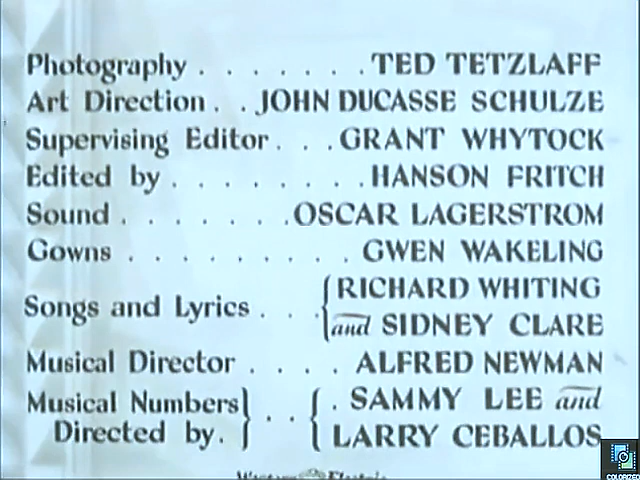 Photography . . . . . . . TED TETZLAFF
Art Direction . . JOHN DUCASSE SCHULZE
Supervising Editor . . . GRANT WHYTOCK
Edited by . . . . . . . . HANSON FRITCH
Sound . . . . . . . OSCAR LAGERSTROM
Gowns . . . . . . . . . GWEN WAKELING
Songs and Lyrics . . . { RICHARD WHITING
and SIDNEY CLARE
Musical Director . . . . ALFRED NEWMAN
Musical Numbers } . . { . SAMMY LEE and
Directed by. LARRY CEBALLOS
Western Electric